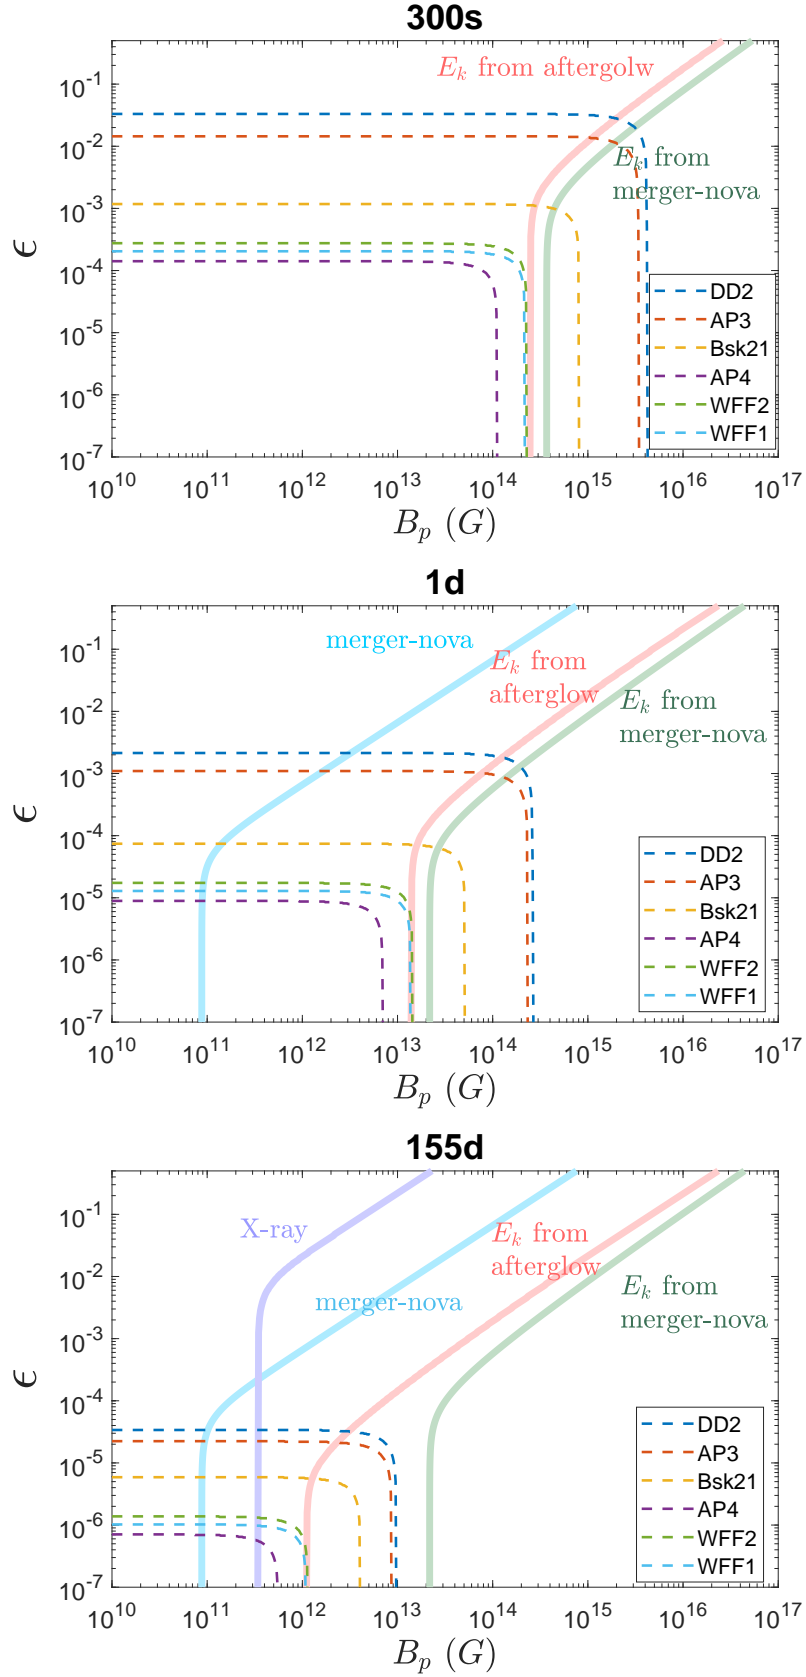 300s
E_k from aftergolw
E_k from
merger-nova
10^-1
10^-2
10^-3
10^-4
10^-5
10^-6
10^-7
ϵ
DD2
AP3
Bsk21
AP4
WFF2
WFF1
10^10 10^11 10^12 10^13 10^14 10^15 10^16 10^17
B_p (G)
1d
merger-nova
E_k from
afterglow
E_k from
merger-nova
10^-1
10^-2
10^-3
10^-4
10^-5
10^-6
10^-7
ϵ
DD2
AP3
Bsk21
AP4
WFF2
WFF1
10^10 10^11 10^12 10^13 10^14 10^15 10^16 10^17
B_p (G)
155d
X-ray
E_k from
afterglow
merger-nova
E_k from
merger-nova
10^-1
10^-2
10^-3
10^-4
10^-5
10^-6
10^-7
ϵ
DD2
AP3
Bsk21
AP4
WFF2
WFF1
10^10 10^11 10^12 10^13 10^14 10^15 10^16 10^17
B_p (G)